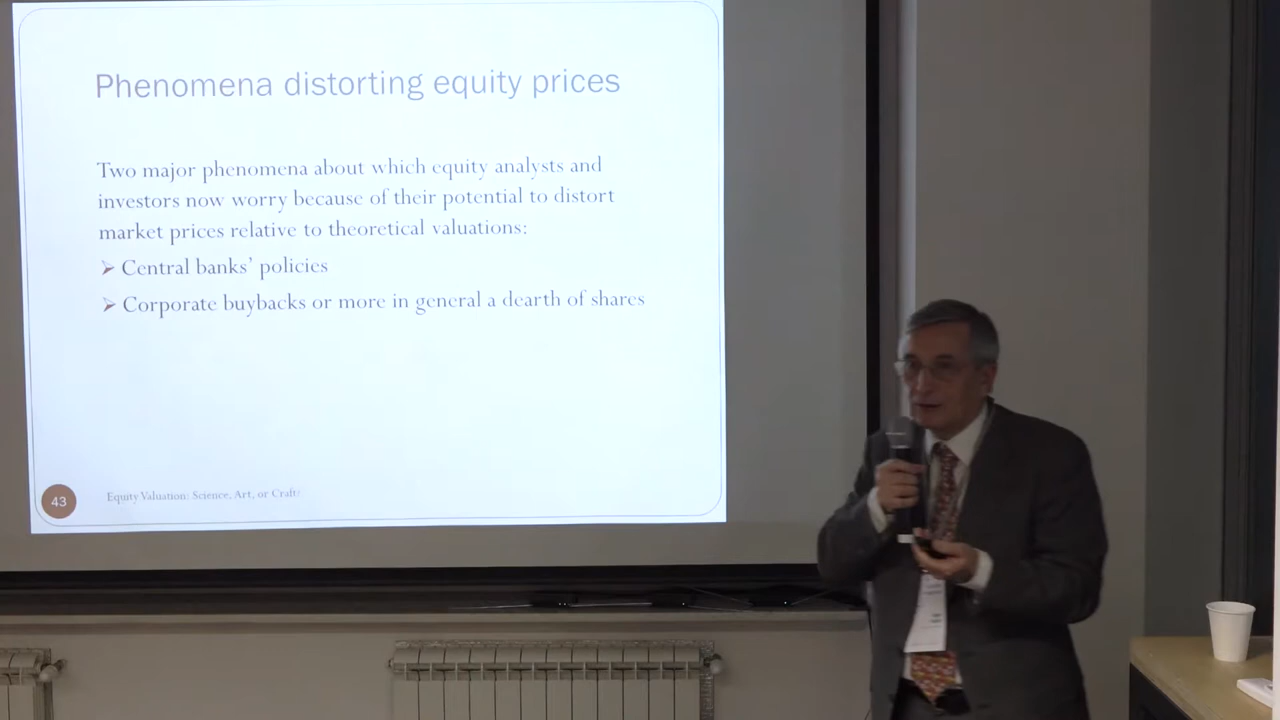 Phenomena distorting equity prices
Two major phenomena about which equity analysts and
investors now worry because of their potential to distort
market prices relative to theoretical valuations:
➢ Central banks’ policies
➢ Corporate buybacks or more in general a dearth of shares
43
Equity Valuation: Science, Art, or Craft?